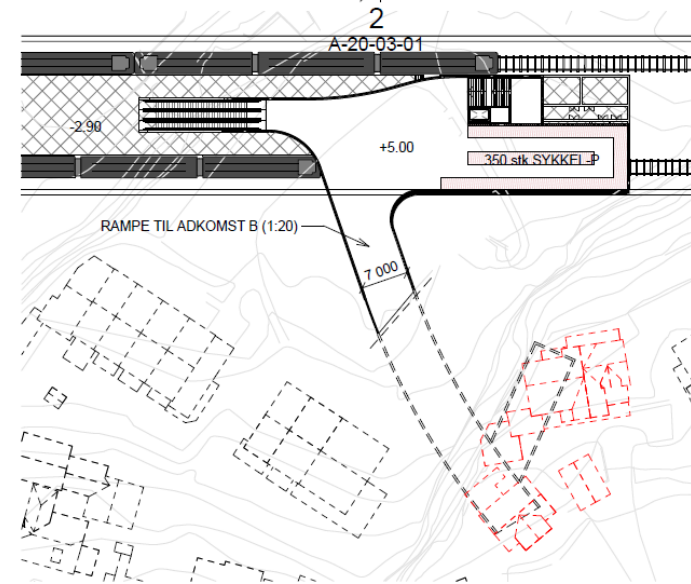 2
A-20-03-01
-2.90
+5.00
350 stk SYKKEL-P
RAMPE TIL ADKOMST B (1:20)
7 000